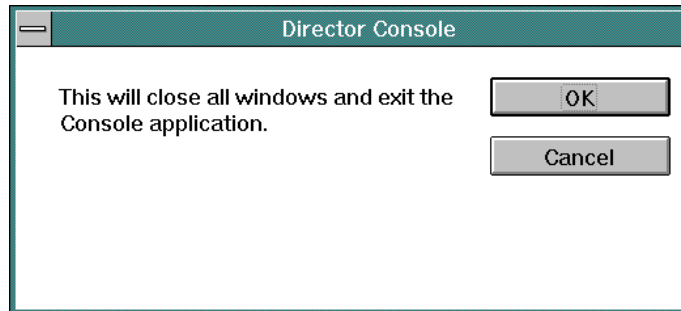 Director Console
This will close all windows and exit the
Console application.
OK
Cancel